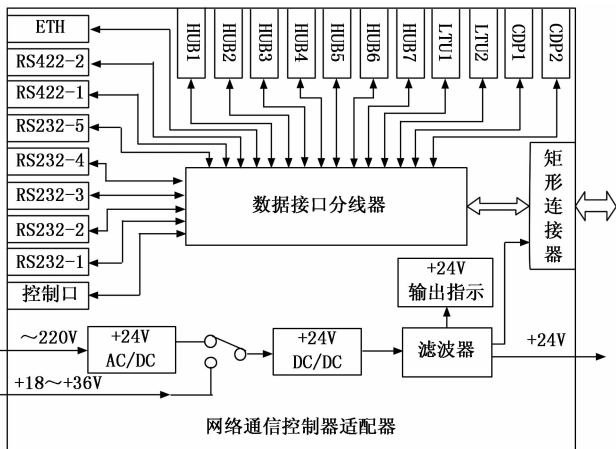 ETH
RS422-2
RS422-1
RS232-5
RS232-4
RS232-3
RS232-2
RS232-1
控制口
HUB1
HUB2
HUB3
HUB4
HUB5
HUB6
HUB7
LTU1
LTU2
CDP1
CDP2
数据接口分线器
矩形连接器
+24V
输出指示
～220V
+24V
AC/DC
+24V
DC/DC
滤波器
+24V
+18～+36V
网络通信控制器适配器